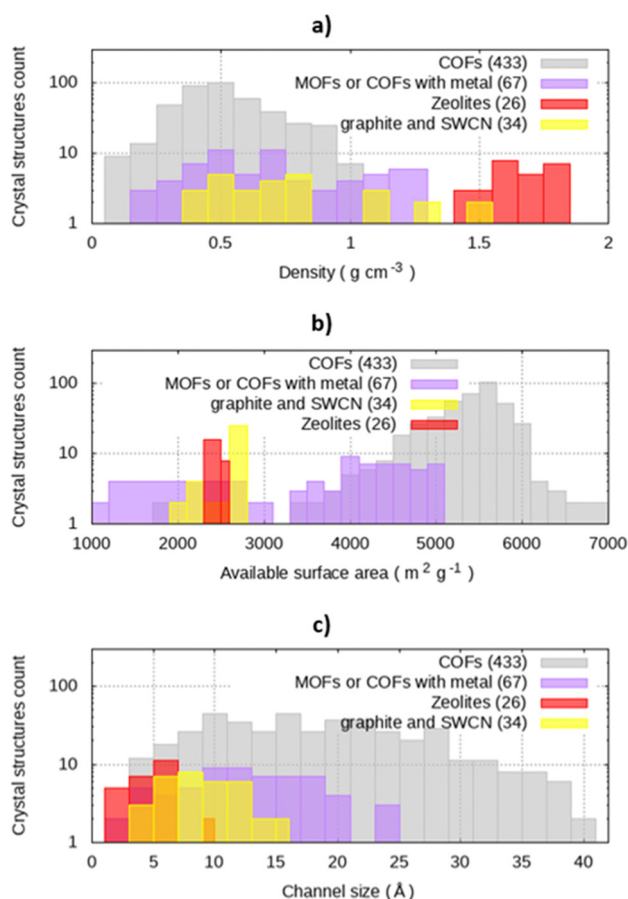 a)
Crystal structures count
100
10
1
COFs (433)
MOFs or COFs with metal (67)
Zeolites (26)
graphite and SWCN (34)
0 0.5 1 1.5 2
Density ( g cm⁻³ )
b)
Crystal structures count
100
10
1
COFs (433)
MOFs or COFs with metal (67)
graphite and SWCN (34)
Zeolites (26)
1000 2000 3000 4000 5000 6000 7000
Available surface area ( m² g⁻¹ )
c)
Crystal structures count
100
10
1
COFs (433)
MOFs or COFs with metal (67)
Zeolites (26)
graphite and SWCN (34)
0 5 10 15 20 25 30 35 40
Channel size (Å)